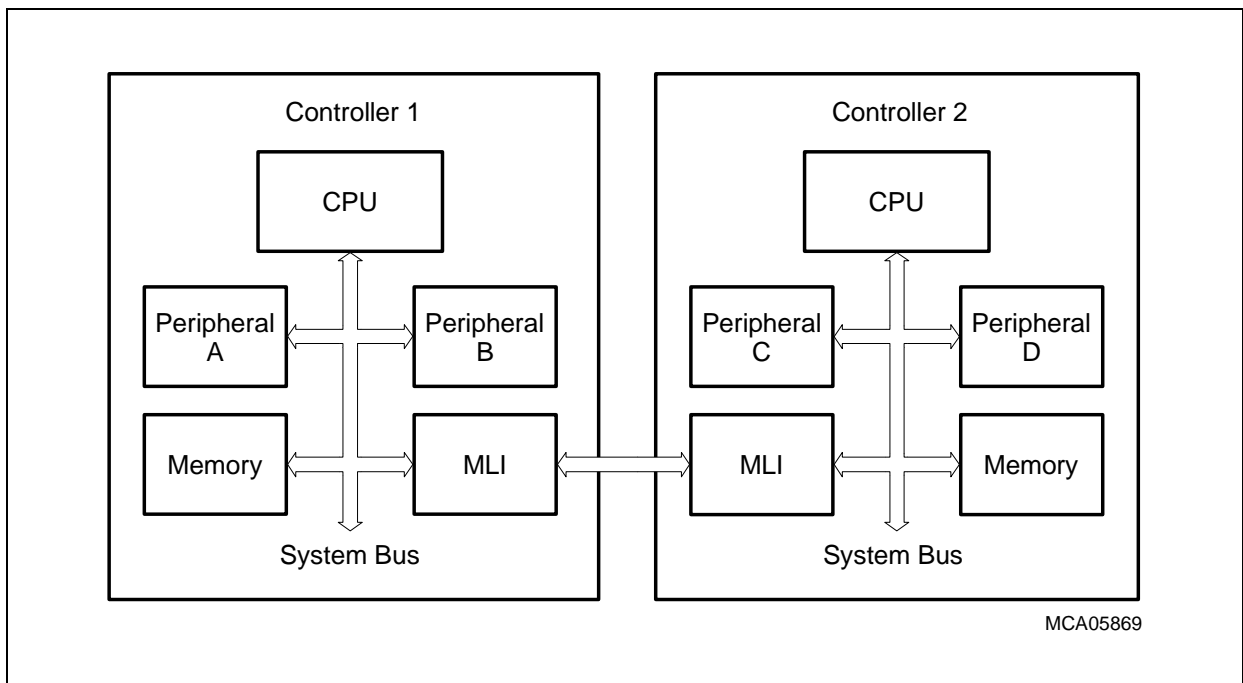 Controller 1
CPU
Peripheral
A
Peripheral
B
Memory
MLI
System Bus
Controller 2
CPU
Peripheral
C
Peripheral
D
MLI
Memory
System Bus
MCA05869